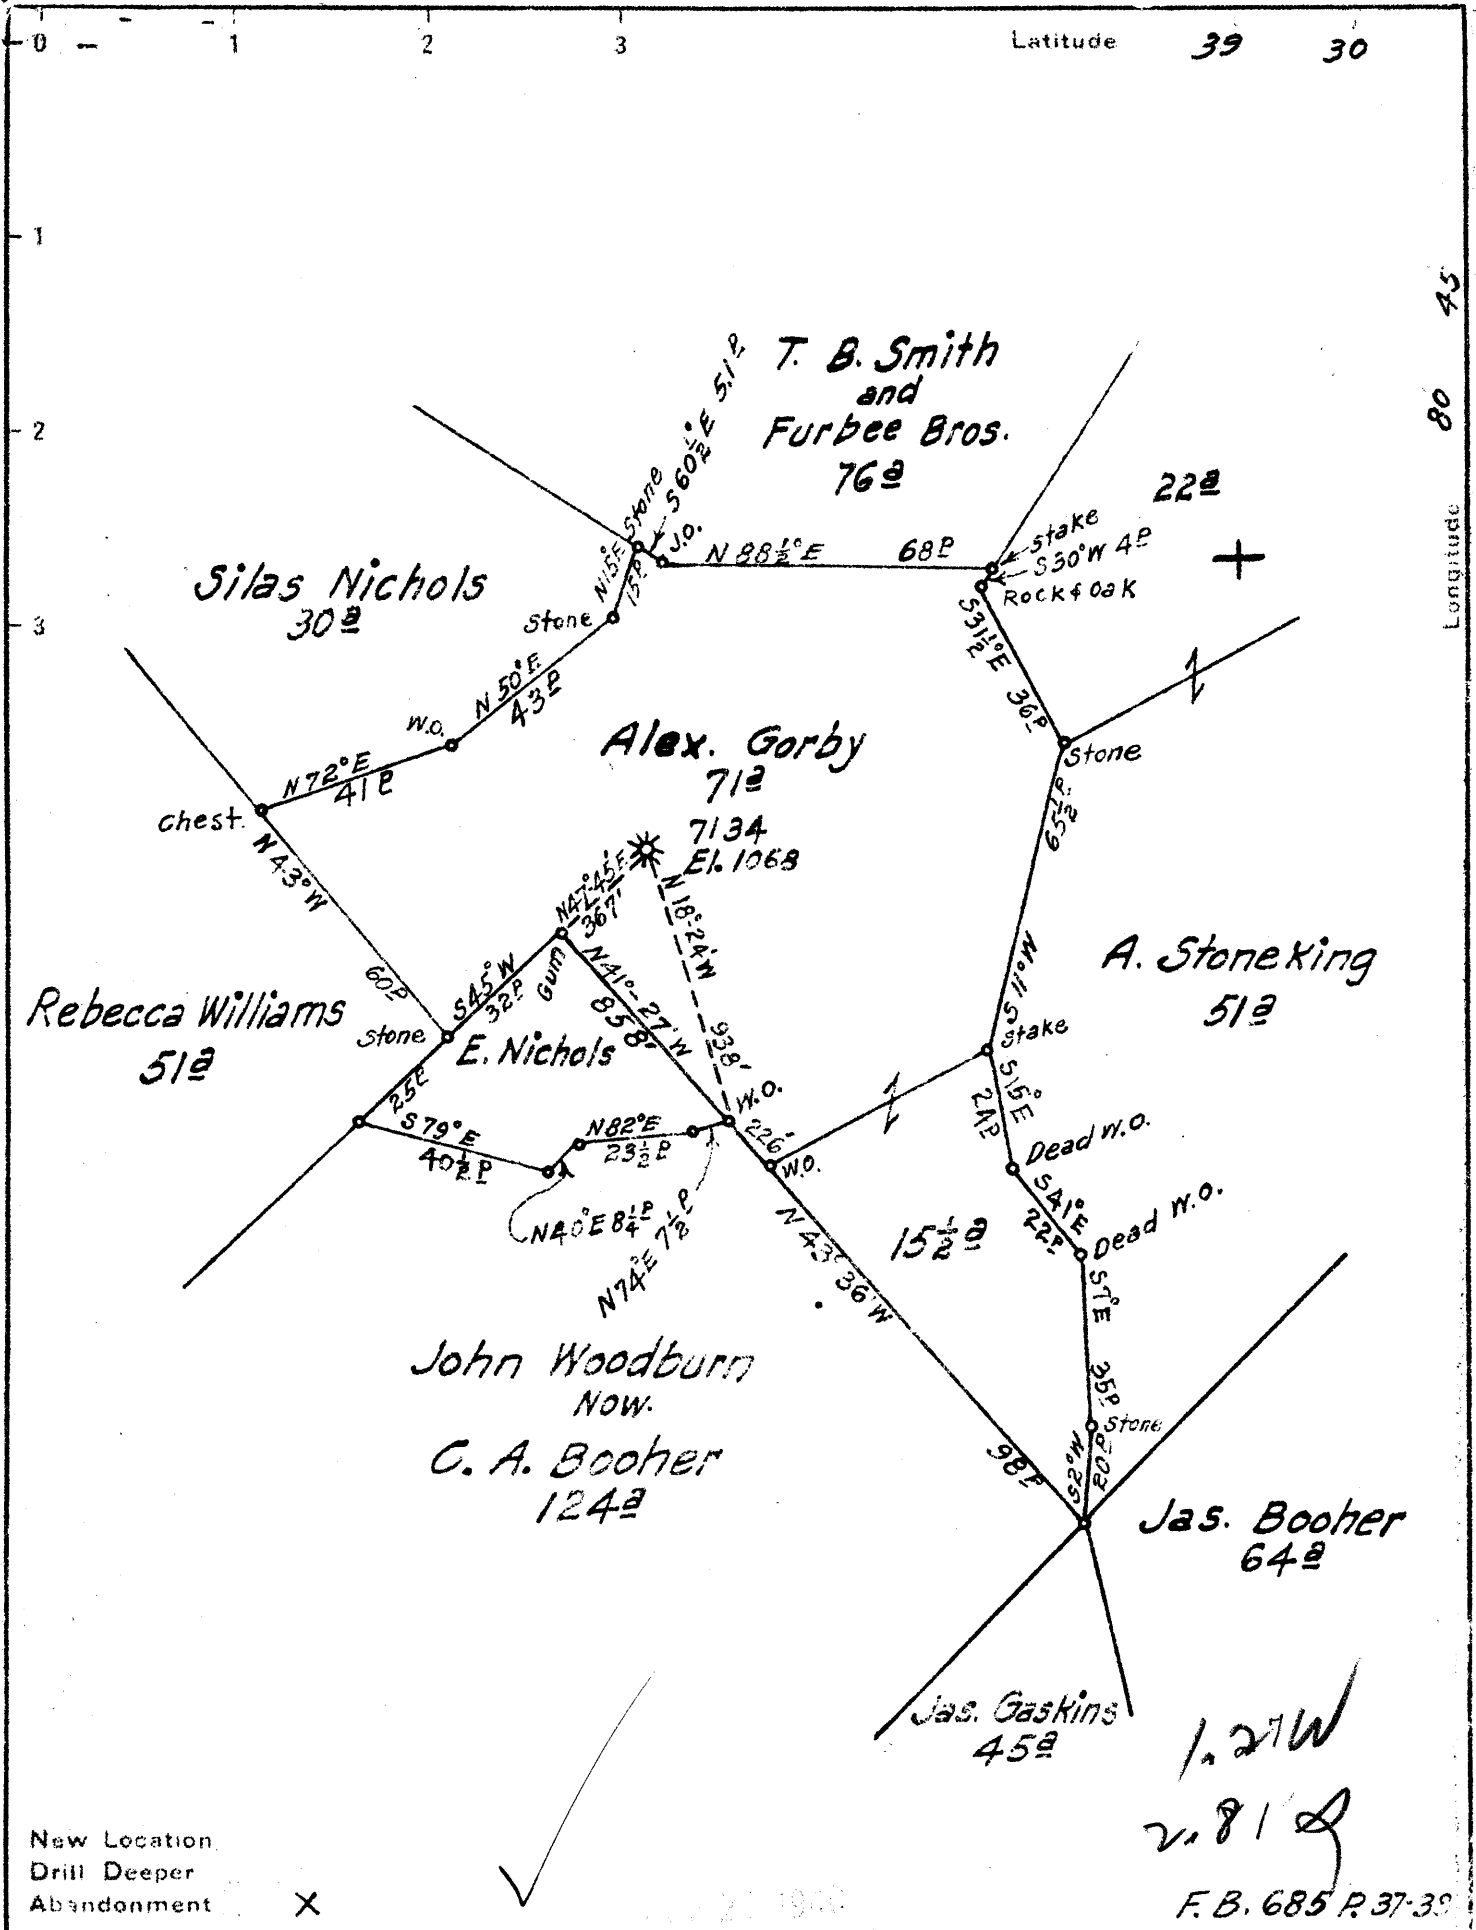 0 1 2 3 Latitude 39 30
1
2
3
Longitude 80 45
T. B. Smith
and
Furbee Bros.
76a
22a
S60½°E 5.1P
Stone
J.O.
N 88½°E 68P
Stake
S30°W 4P
Rock & Oak
N15°E
15P
Stone
Silas Nichols
30a
S31½°E 36P
N50°E
43P
W.O.
Stone
Alex. Gorby
71a
7134
El. 1068
N72°E
41P
Chest.
65½P
S11°W
N43°W
60P
N47°45'E
367'
N18°-24'W
938'
Gum
S45°W
32P
N41°-27'W
858'
A. Stoneking
51a
Rebecca Williams
51a
Stone
E. Nichols
Stake
25P
S79°E
40½P
N82°E
23½P
W.O.
226'
W.O.
S15°E
24P
Dead W.O.
S41°E
22P
Dead W.O.
N40°E 8¼P
N74°E 7½P
15½a
N43° 36'W
98P
S7°E
35P
Stone
S2°W
20P
John Woodburn
Now.
C. A. Booher
124a
Jas. Booher
64a
Jas. Gaskins
45a
1.27W
2.81 S
New Location
Drill Deeper
Abandonment X
F.B. 685 P. 37-39